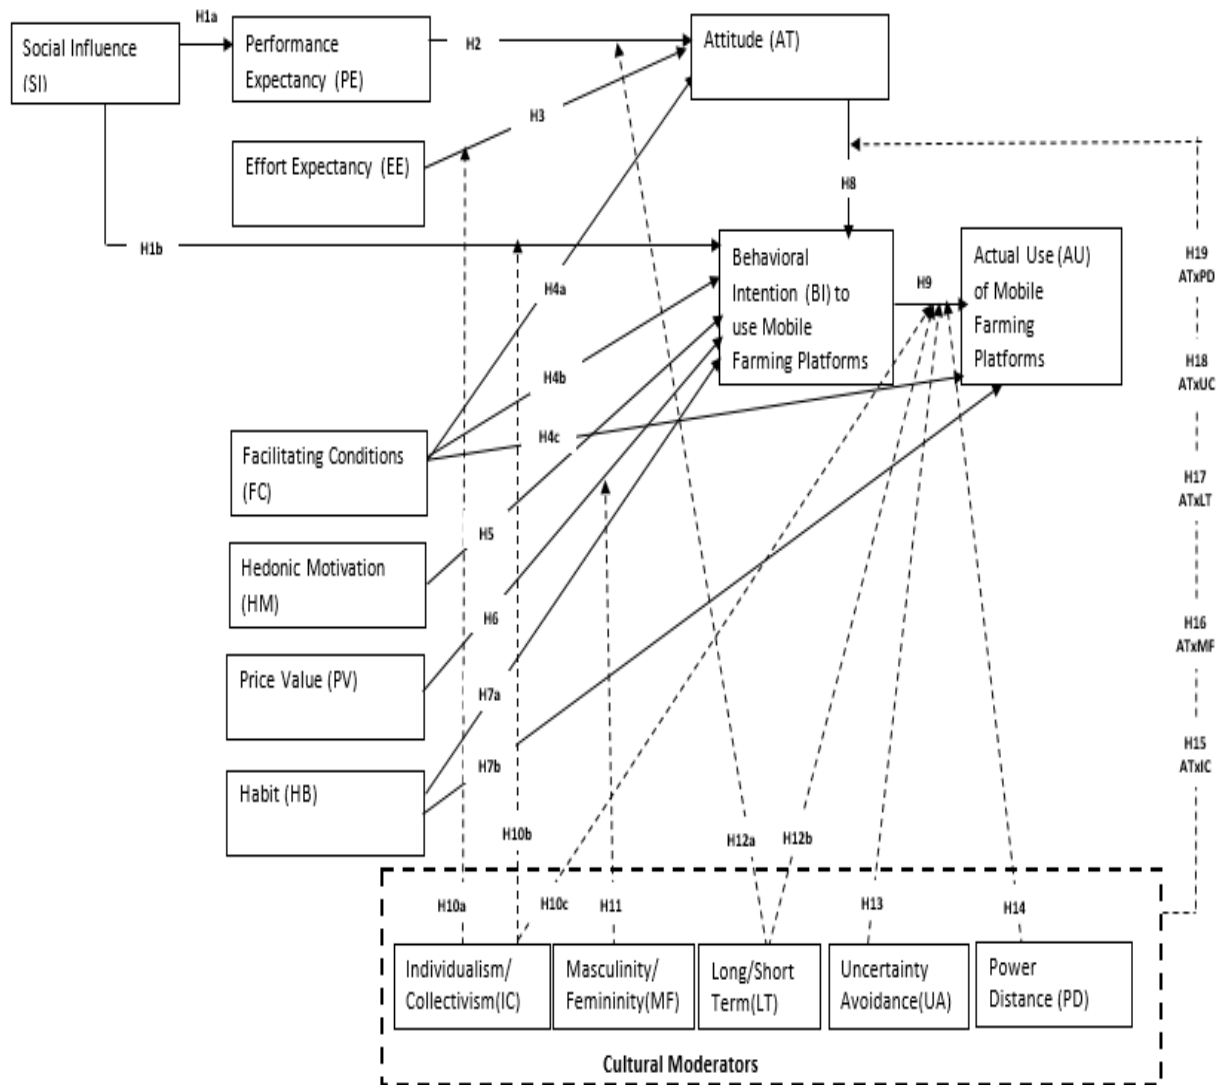 H1a
Social Influence
(SI)
Performance
Expectancy (PE)
H2
Attitude (AT)
H3
Effort Expectancy (EE)
H8
H1b
Behavioral
Intention (BI) to
use Mobile
Farming Platforms
H9
Actual Use (AU)
of Mobile
Farming
Platforms
H19
ATxPD
H4a
H4b
H18
ATxUC
Facilitating Conditions
(FC)
H4c
H17
ATxLT
H5
Hedonic Motivation
(HM)
H6
H16
ATxMF
Price Value (PV)
H7a
H7b
H15
ATxIC
Habit (HB)
H10b
H12a
H12b
H10a
H10c
H11
H13
H14
Individualism/
Collectivism(IC)
Masculinity/
Femininity(MF)
Long/Short
Term(LT)
Uncertainty
Avoidance(UA)
Power
Distance (PD)
Cultural Moderators